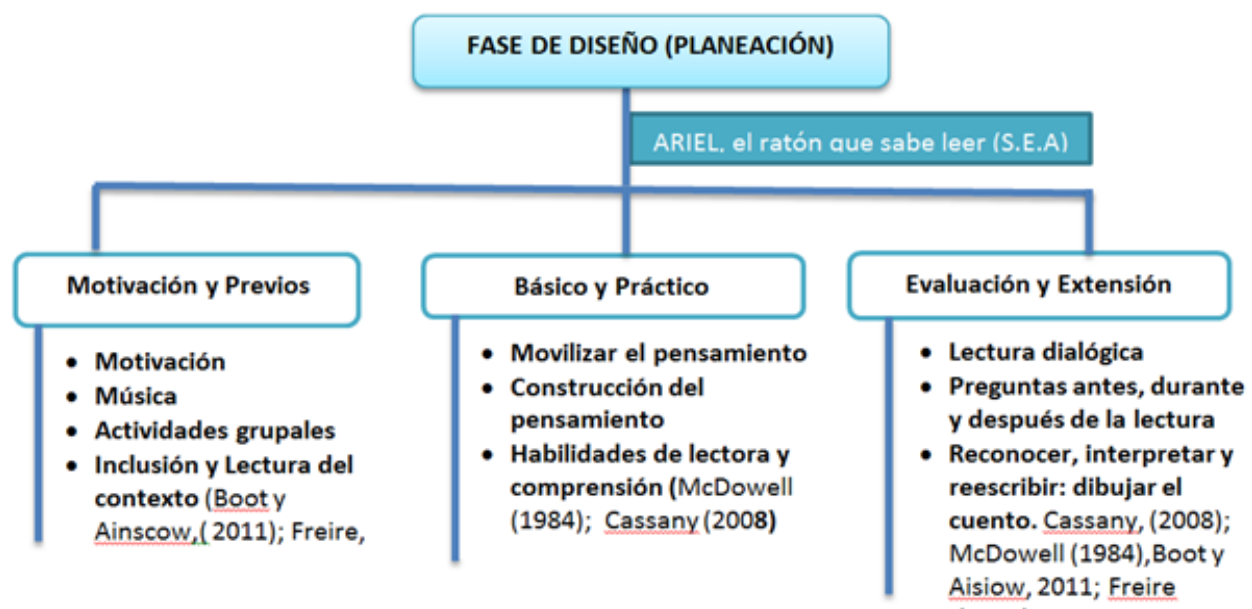 FASE DE DISEÑO (PLANEACIÓN)
ARIEL, el ratón que sabe leer (S.E.A)
Motivación y Previos
• Motivación
• Música
• Actividades grupales
• Inclusión y Lectura del
contexto (Boot y
Ainscow,( 2011); Freire,
Básico y Práctico
• Movilizar el pensamiento
• Construcción del
pensamiento
• Habilidades de lectora y
comprensión (McDowell
(1984); Cassany (2008)
Evaluación y Extensión
• Lectura dialógica
• Preguntas antes, durante
y después de la lectura
• Reconocer, interpretar y
reescribir: dibujar el
cuento. Cassany, (2008);
McDowell (1984),Boot y
Aisiow, 2011; Freire